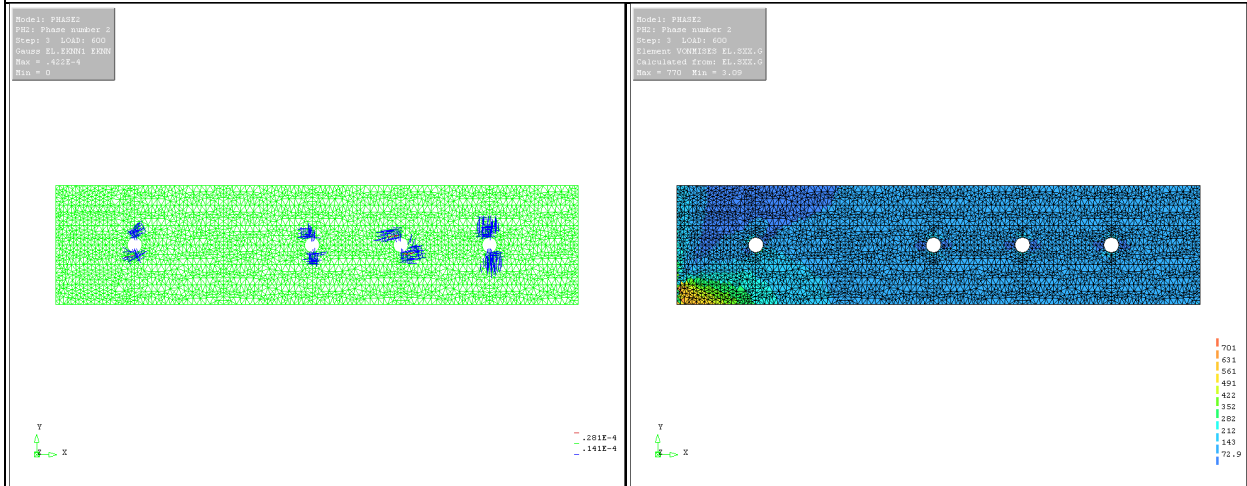 Model: PHASE2
PH2: Phase number 2
Step: 3 LOAD: 600
Gauss EL.EKNN1 EKNN
Max = .422E-4
Min = 0
Y
Z X
.281E-4
.141E-4
Model: PHASE2
PH2: Phase number 2
Step: 3 LOAD: 600
Element VONMISES EL.SXX.G
Calculated from: EL.SXX.G
Max = 770 Min = 3.09
701
631
561
491
422
352
282
212
143
72.9
Y
Z X